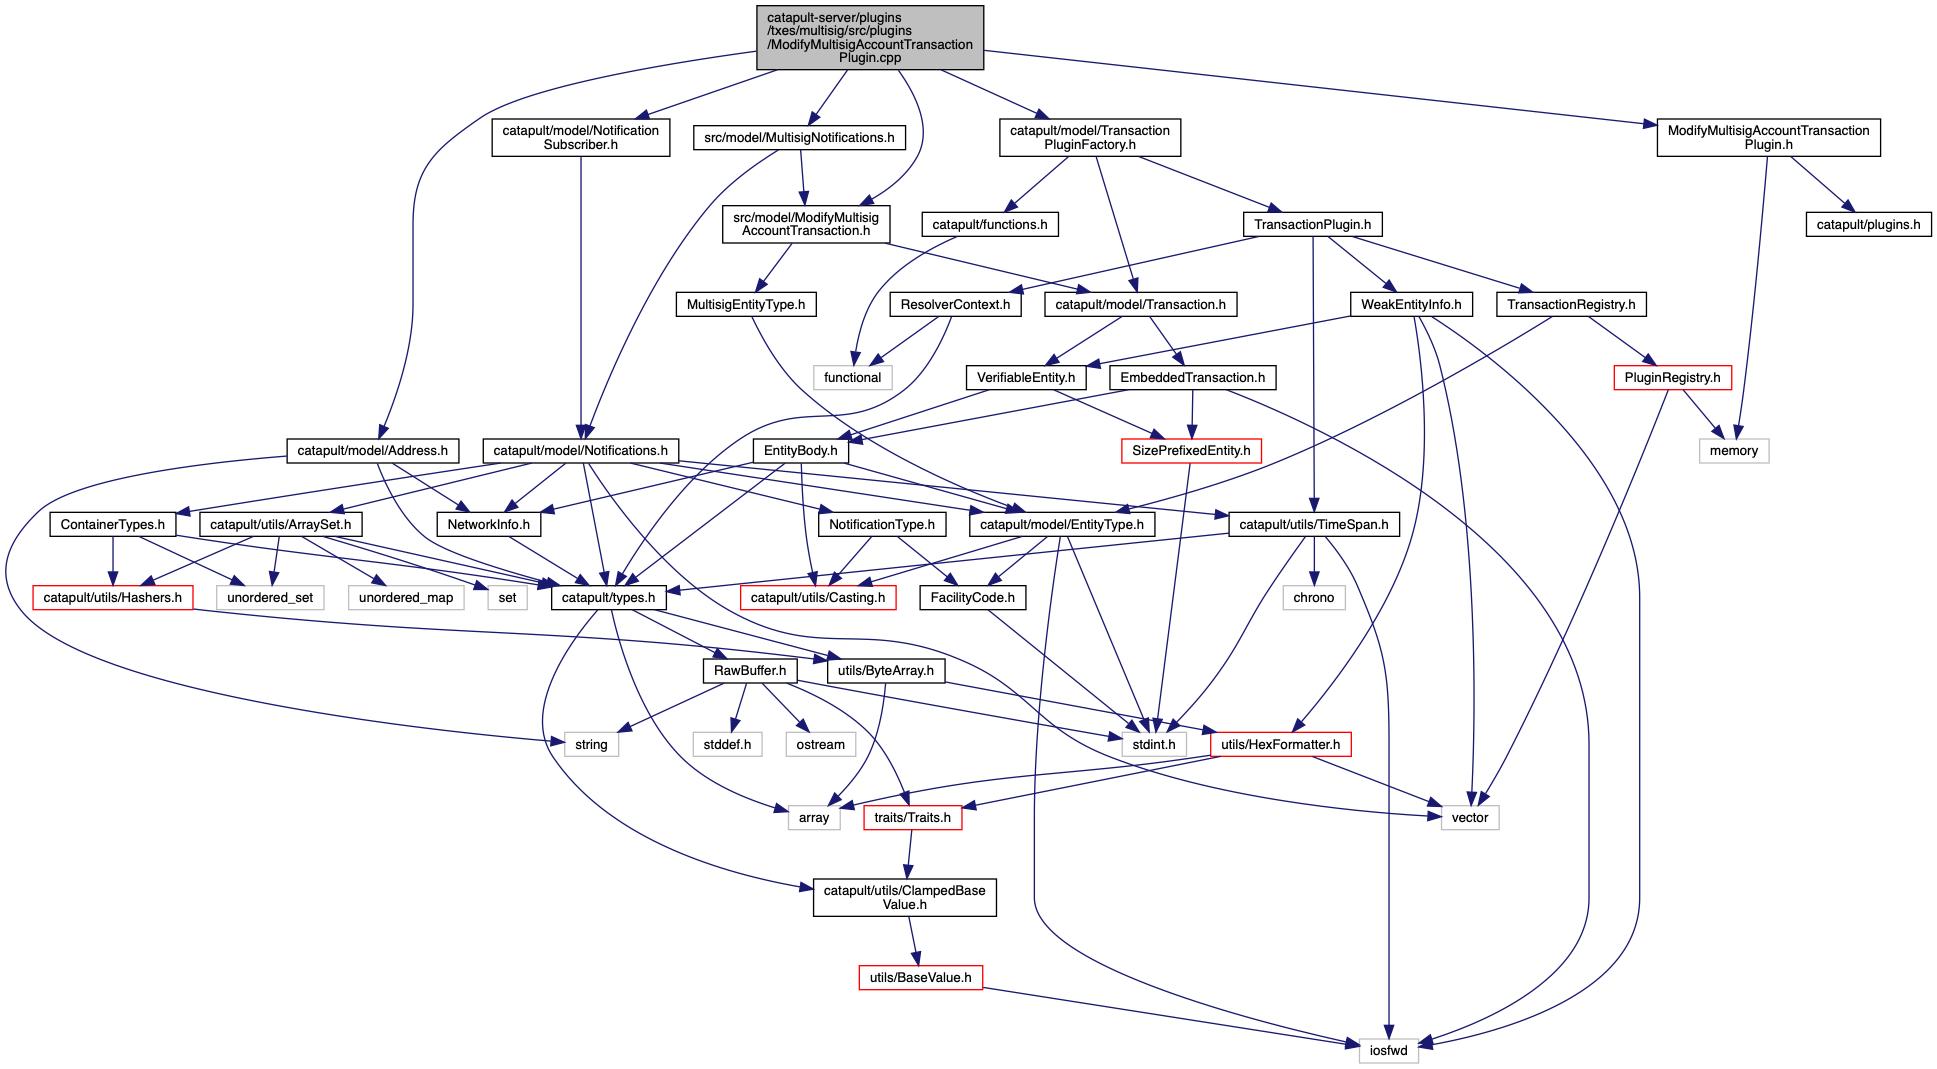 catapult-server/plugins
/txes/multisig/src/plugins
/ModifyMultisigAccountTransaction
Plugin.cpp
catapult/model/Notification
Subscriber.h
src/model/MultisigNotifications.h
catapult/model/Transaction
PluginFactory.h
ModifyMultisigAccountTransaction
Plugin.h
src/model/ModifyMultisig
AccountTransaction.h
catapult/functions.h
TransactionPlugin.h
catapult/plugins.h
MultisigEntityType.h
ResolverContext.h
catapult/model/Transaction.h
WeakEntityInfo.h
TransactionRegistry.h
functional
VerifiableEntity.h
EmbeddedTransaction.h
PluginRegistry.h
catapult/model/Address.h
catapult/model/Notifications.h
EntityBody.h
SizePrefixedEntity.h
memory
ContainerTypes.h
catapult/utils/ArraySet.h
NetworkInfo.h
NotificationType.h
catapult/model/EntityType.h
catapult/utils/TimeSpan.h
catapult/utils/Hashers.h
unordered_set
unordered_map
set
catapult/types.h
catapult/utils/Casting.h
FacilityCode.h
chrono
RawBuffer.h
utils/ByteArray.h
string
stddef.h
ostream
stdint.h
utils/HexFormatter.h
array
traits/Traits.h
vector
catapult/utils/ClampedBase
Value.h
utils/BaseValue.h
iosfwd